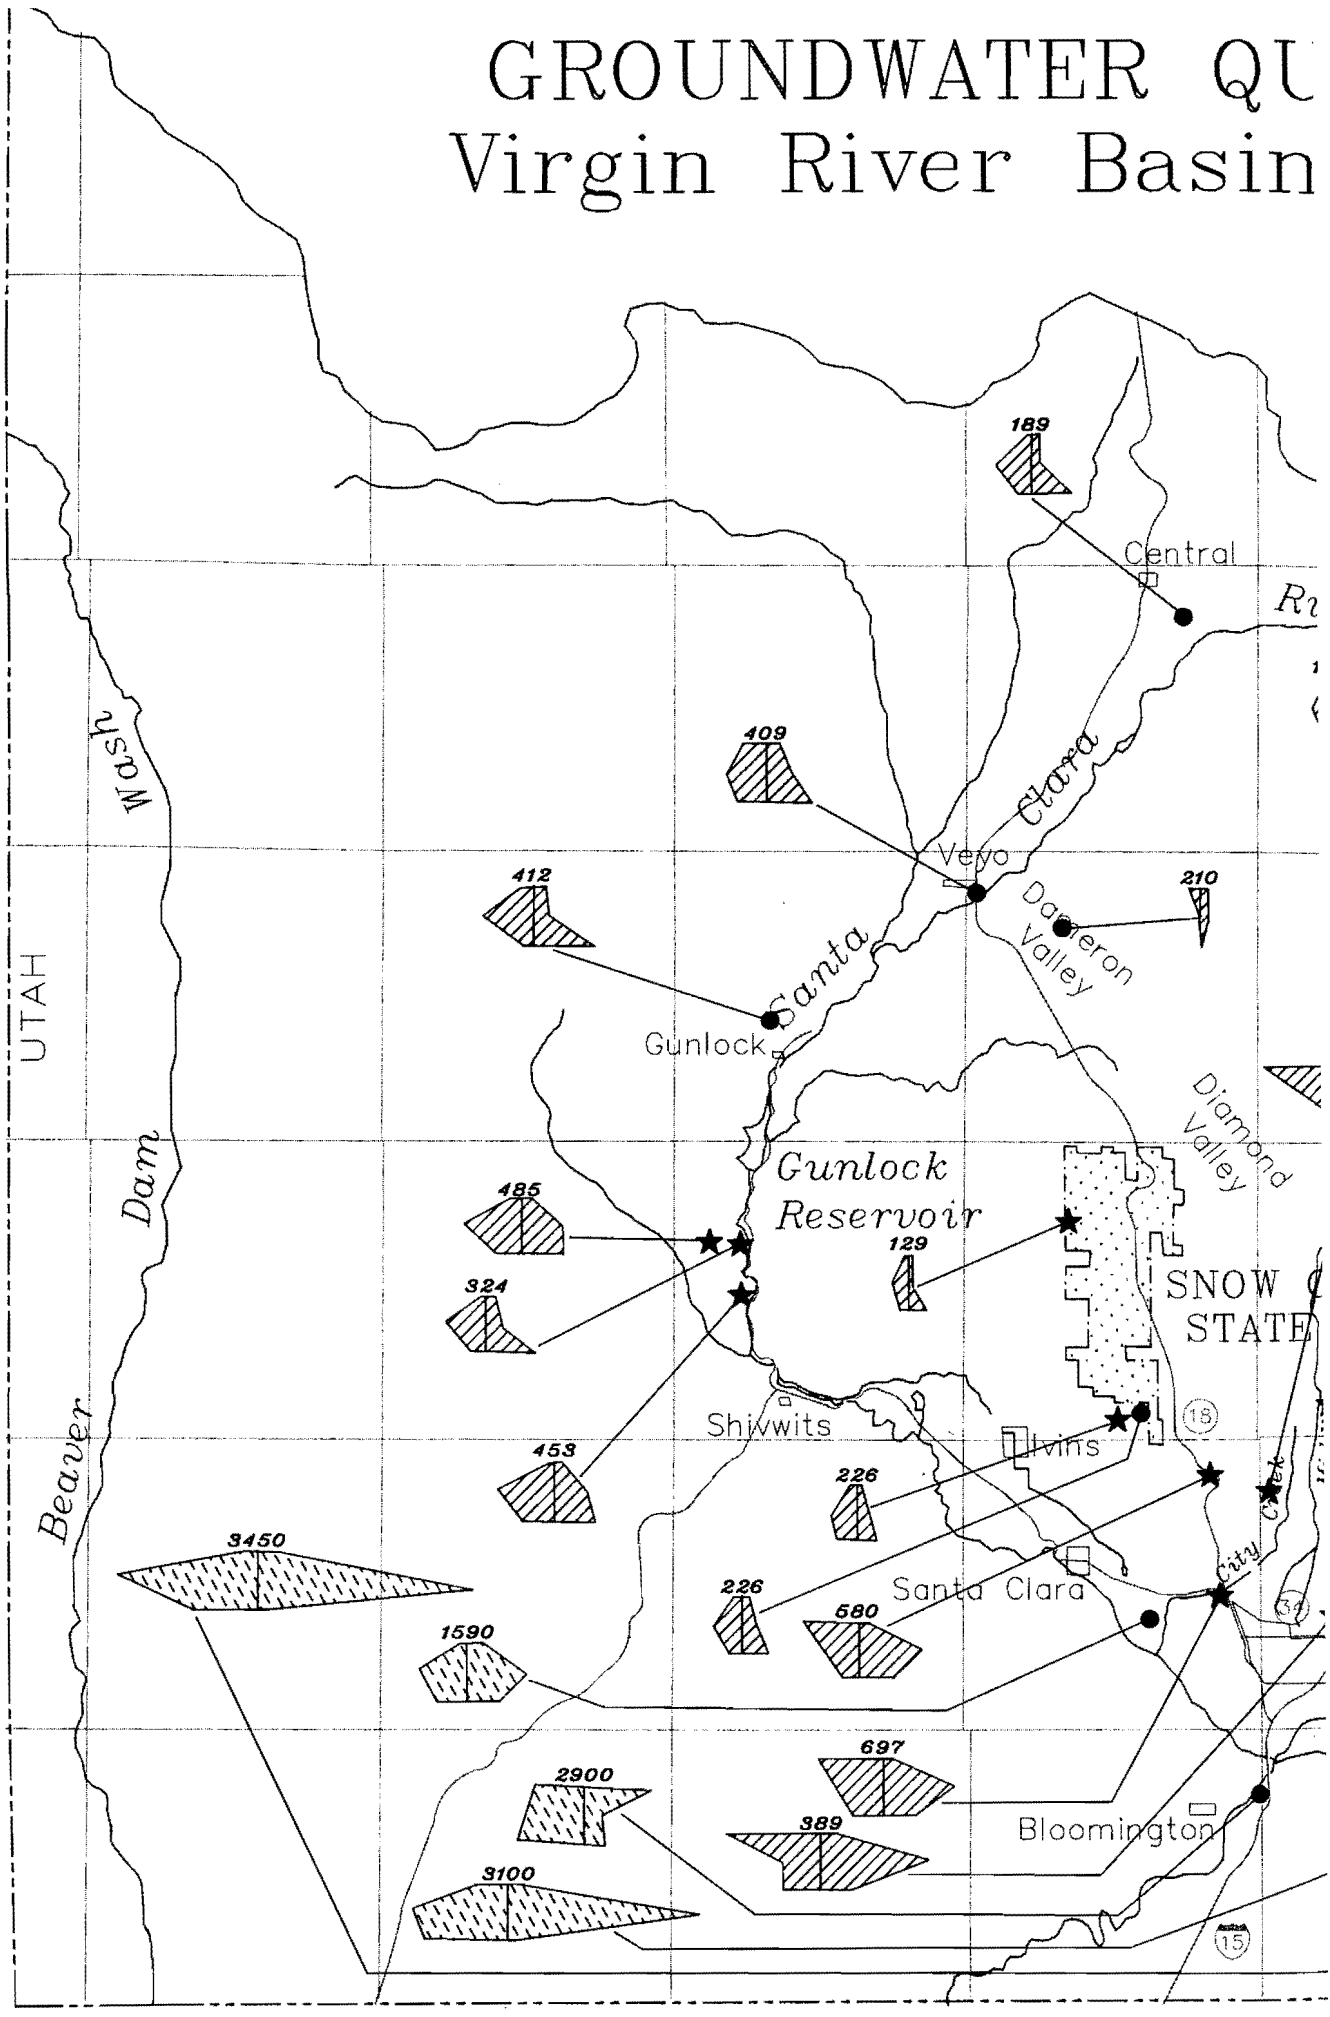 GROUNDWATER QU
Virgin River Basin
189
Central
Wash
409
Clara
Veyo
412
210
Dameron
Valley
Santa
UTAH
Gunlock
Diamond
Valley
Dam
Gunlock
Reservoir
485
129
324
SNOW
STATE
18
Shivwits
Ivins
453
226
Creek
Beaver
3450
City
Santa Clara
226
580
34
1590
697
2900
389
Bloomington
3100
15